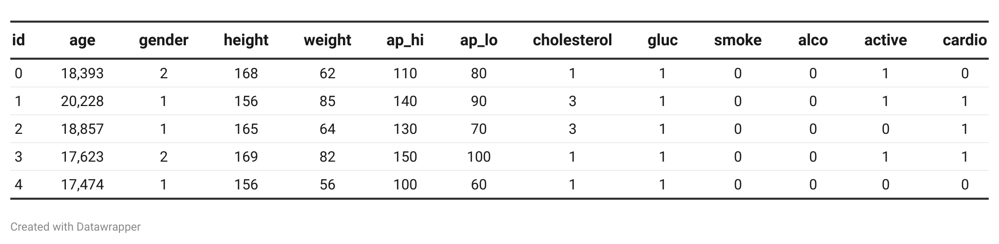 id age gender height weight ap_hi ap_lo cholesterol gluc smoke alco active cardio
0 18,393 2 168 62 110 80 1 1 0 0 1 0
1 20,228 1 156 85 140 90 3 1 0 0 1 1
2 18,857 1 165 64 130 70 3 1 0 0 0 1
3 17,623 2 169 82 150 100 1 1 0 0 1 1
4 17,474 1 156 56 100 60 1 1 0 0 0 0
Created with Datawrapper